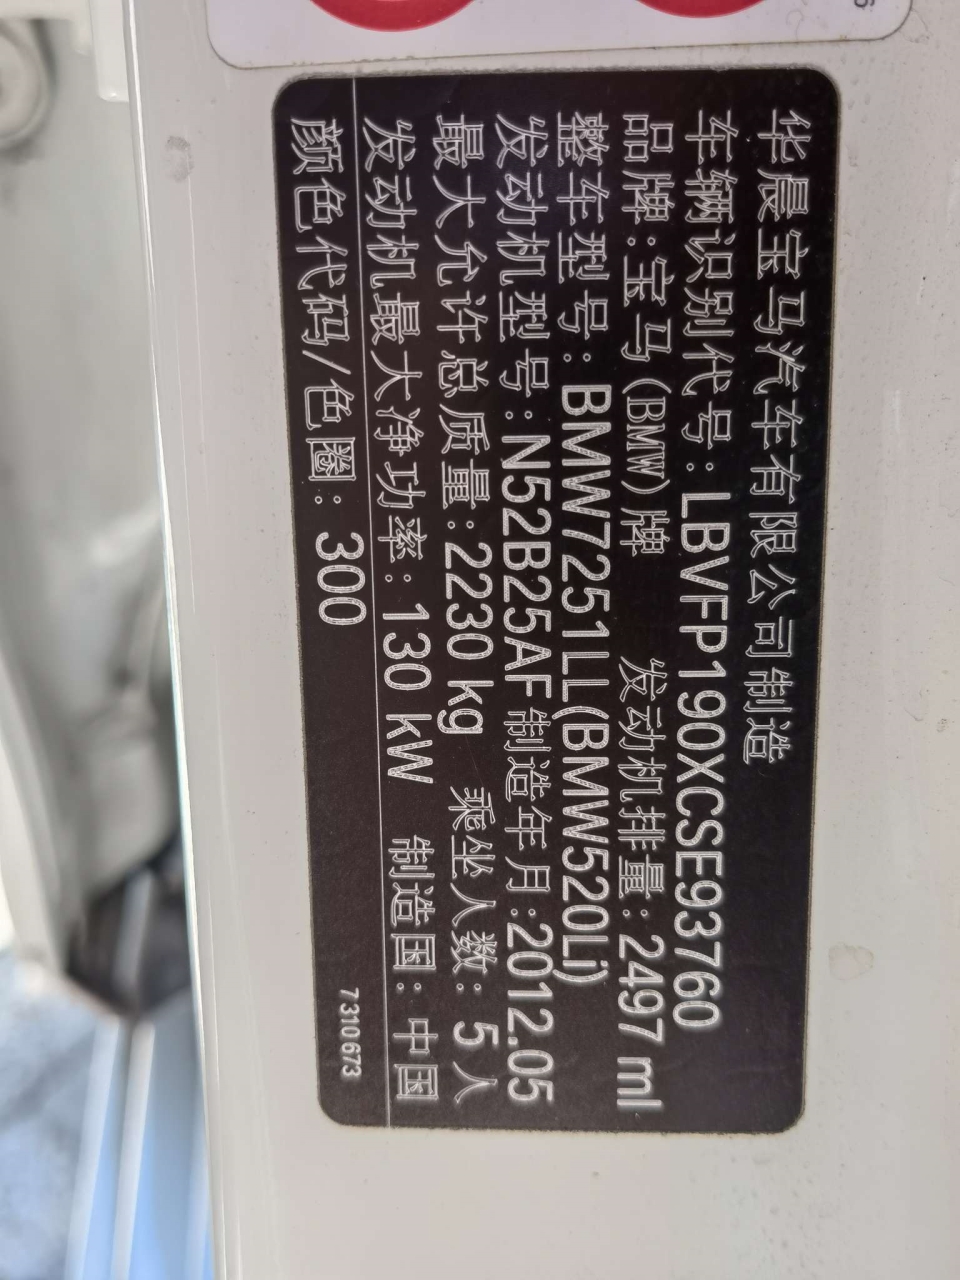 华晨宝马汽车有限公司制造
车辆识别代号：LBVFP190XCSE93760
品牌：宝马(BMW)牌 发动机排量：2497 ml
整车型号：BMW7251LL(BMW520Li)
发动机型号：N52B25AF 制造年月：2012.05
最大允许总质量：2230 kg 乘坐人数：5人
发动机最大净功率：130 kW 制造国：中国
颜色代码/色圈：300
7310673
6